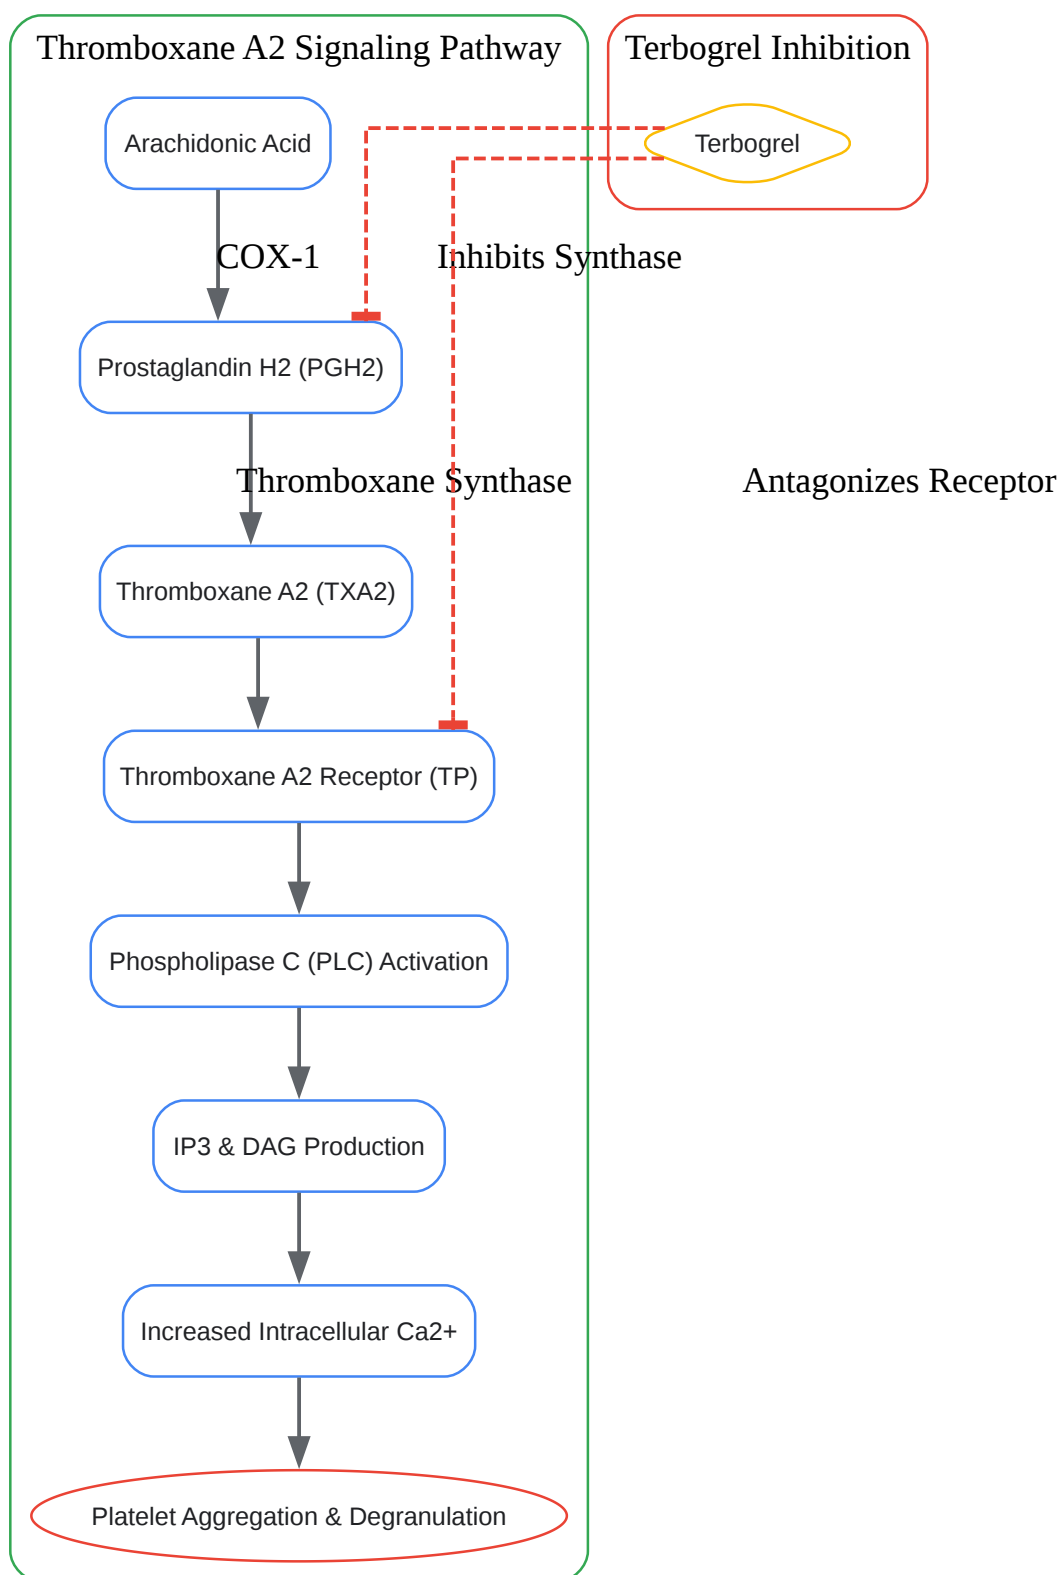 Thromboxane A2 Signaling Pathway
Terbogrel Inhibition
Arachidonic Acid
Terbogrel
COX-1
Inhibits Synthase
Prostaglandin H2 (PGH2)
Thromboxane Synthase
Antagonizes Receptor
Thromboxane A2 (TXA2)
Thromboxane A2 Receptor (TP)
Phospholipase C (PLC) Activation
IP3 & DAG Production
Increased Intracellular Ca2+
Platelet Aggregation & Degranulation